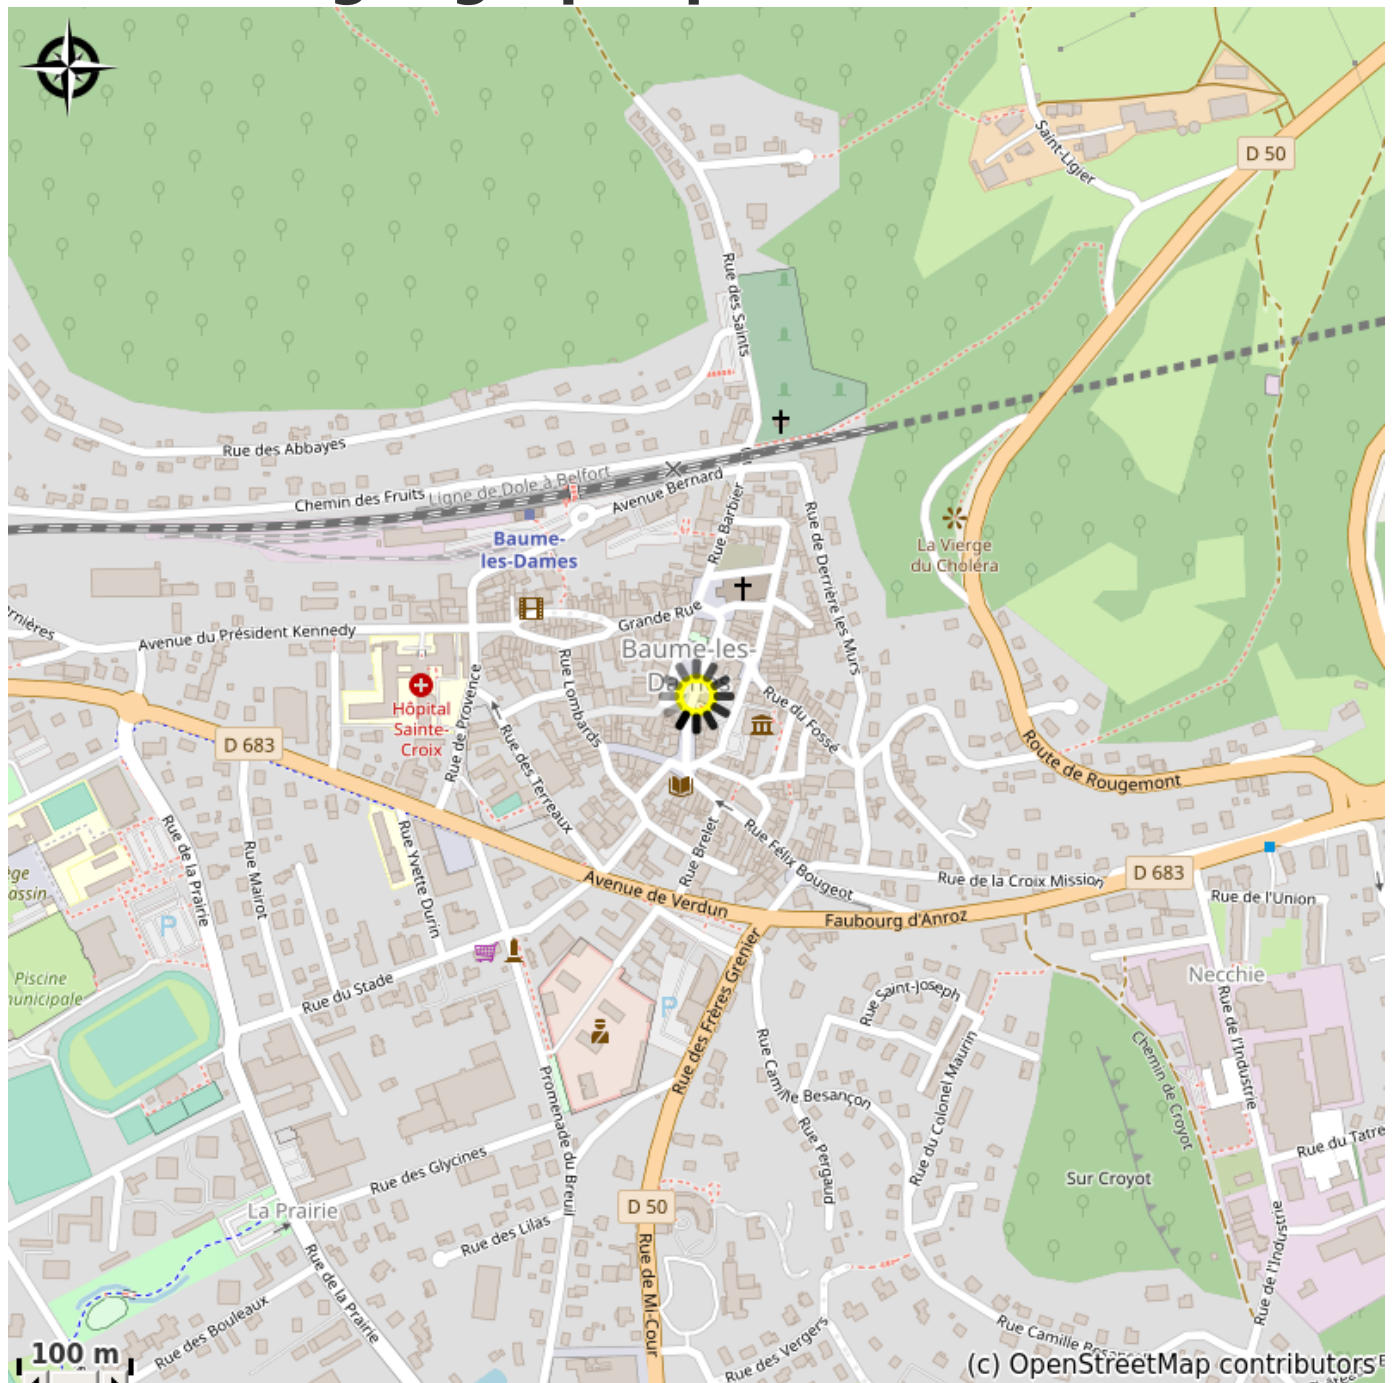 Saint-Ligier
D 50
Rue des Saints
Rue des Abbayes
Ligne de Dole à Belfort
Chemin des Fruits
Avenue Bernard
Rue Barbier
Rue de Derrière les Murs
Baume-
les-Dames
La Vierge
du Choléra
Grande Rue
Avenue du Président Kennedy
Baume-les-
Rue Lombards
Rue de Provence
Hôpital
Sainte-
Croix
Rue du Fossé
D 683
Rue des Terreaux
Route de Rougemont
Rue de la Prairie
Rue Mairot
Rue Yvette Durin
Rue Brelet
Rue Félix Bougeot
Rue de la Croix Mission
D 683
Avenue de Verdun
Faubourg d'Anroz
Rue de l'Union
P
Piscine
Rue du Stade
Rue des Frères Grenier
P
Necchie
Rue Saint-joseph
Rue de l'Industrie
Rue Camille Besançon
Rue du Colonel Maurin
Chemin de Croyot
Promenade du Breuil
Rue Pergaud
Rue des Glycines
Sur Croyot
La Prairie
D 50
Rue des Lilas
Rue de la Prairie
Rue de Mi-Cour
Rue de l'Industrie
Rue des Bouleaux
Rue des Vergers
100 m
(c) OpenStreetMap contributors